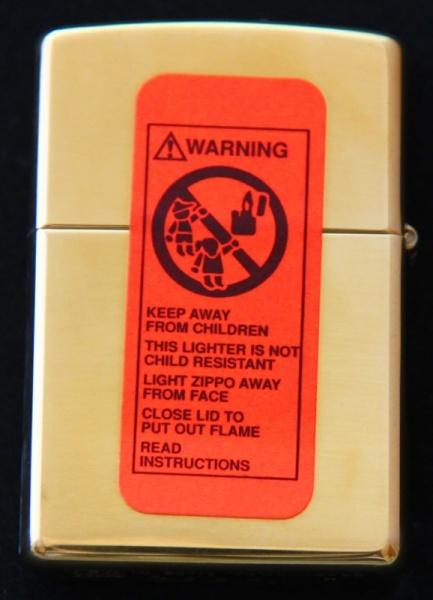 WARNING
KEEP AWAY
FROM CHILDREN
THIS LIGHTER IS NOT
CHILD RESISTANT
LIGHT ZIPPO AWAY
FROM FACE
CLOSE LID TO
PUT OUT FLAME
READ
INSTRUCTIONS